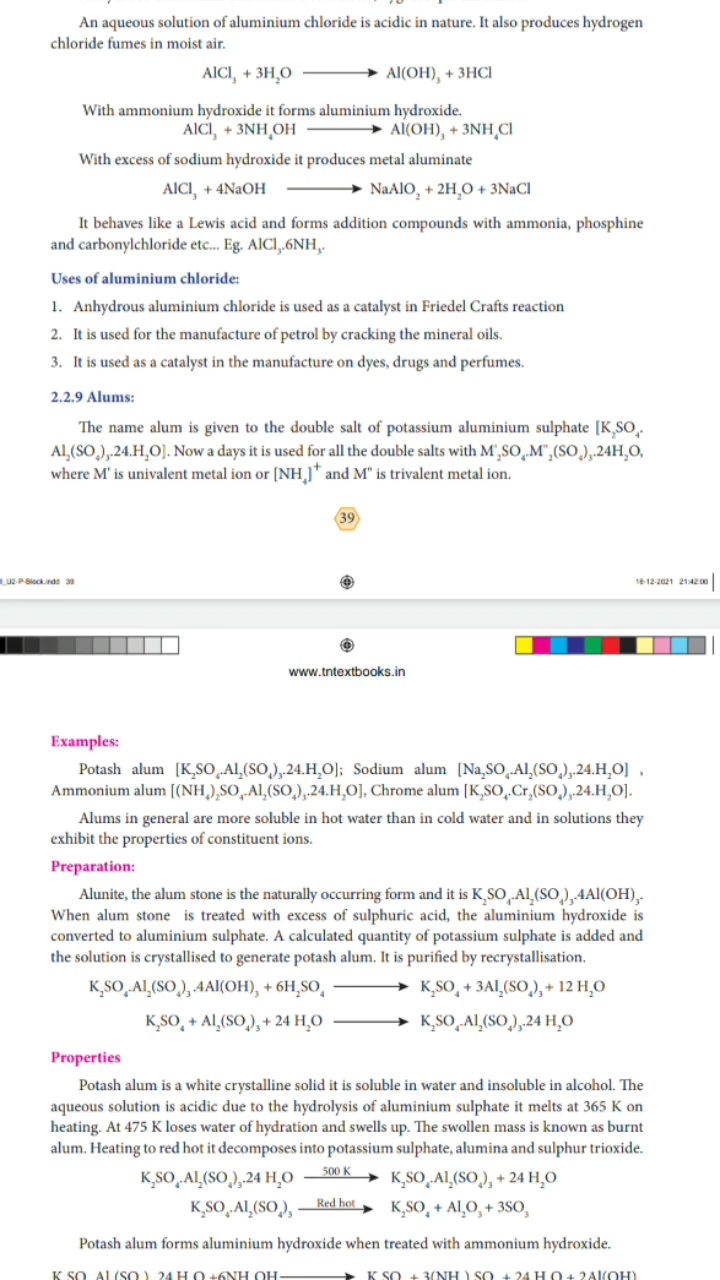 An aqueous solution of aluminium chloride is acidic in nature. It also produces hydrogen
chloride fumes in moist air.
AlCl₃ + 3H₂O ⟶ Al(OH)₃ + 3HCl
With ammonium hydroxide it forms aluminium hydroxide.
AlCl₃ + 3NH₄OH ⟶ Al(OH)₃ + 3NH₄Cl
With excess of sodium hydroxide it produces metal aluminate
AlCl₃ + 4NaOH ⟶ NaAlO₂ + 2H₂O + 3NaCl
It behaves like a Lewis acid and forms addition compounds with ammonia, phosphine
and carbonylchloride etc... Eg. AlCl₃.6NH₃.
Uses of aluminium chloride:
1. Anhydrous aluminium chloride is used as a catalyst in Friedel Crafts reaction
2. It is used for the manufacture of petrol by cracking the mineral oils.
3. It is used as a catalyst in the manufacture on dyes, drugs and perfumes.
2.2.9 Alums:
The name alum is given to the double salt of potassium aluminium sulphate [K₂SO₄.
Al₂(SO₄)₃.24.H₂O]. Now a days it is used for all the double salts with M'₂SO₄.M"₂(SO₄)₃.24H₂O,
where M' is univalent metal ion or [NH₄]⁺ and M" is trivalent metal ion.
39
_U2-P-Block.indd 39
18-12-2021 21:42:00
www.tntextbooks.in
Examples:
Potash alum [K₂SO₄.Al₂(SO₄)₃.24.H₂O]; Sodium alum [Na₂SO₄.Al₂(SO₄)₃.24.H₂O] ,
Ammonium alum [(NH₄)₂SO₄.Al₂(SO₄)₃.24.H₂O], Chrome alum [K₂SO₄.Cr₂(SO₄)₃.24.H₂O].
Alums in general are more soluble in hot water than in cold water and in solutions they
exhibit the properties of constituent ions.
Preparation:
Alunite, the alum stone is the naturally occurring form and it is K₂SO₄.Al₂(SO₄)₃.4Al(OH)₃.
When alum stone is treated with excess of sulphuric acid, the aluminium hydroxide is
converted to aluminium sulphate. A calculated quantity of potassium sulphate is added and
the solution is crystallised to generate potash alum. It is purified by recrystallisation.
K₂SO₄.Al₂(SO₄)₃.4Al(OH)₃ + 6H₂SO₄ ⟶ K₂SO₄ + 3Al₂(SO₄)₃ + 12 H₂O
K₂SO₄ + Al₂(SO₄)₃ + 24 H₂O ⟶ K₂SO₄.Al₂(SO₄)₃.24 H₂O
Properties
Potash alum is a white crystalline solid it is soluble in water and insoluble in alcohol. The
aqueous solution is acidic due to the hydrolysis of aluminium sulphate it melts at 365 K on
heating. At 475 K loses water of hydration and swells up. The swollen mass is known as burnt
alum. Heating to red hot it decomposes into potassium sulphate, alumina and sulphur trioxide.
K₂SO₄.Al₂(SO₄)₃.24 H₂O ⟶ 500 K K₂SO₄.Al₂(SO₄)₃ + 24 H₂O
K₂SO₄.Al₂(SO₄)₃ ⟶ Red hot K₂SO₄ + Al₂O₃ + 3SO₃
Potash alum forms aluminium hydroxide when treated with ammonium hydroxide.